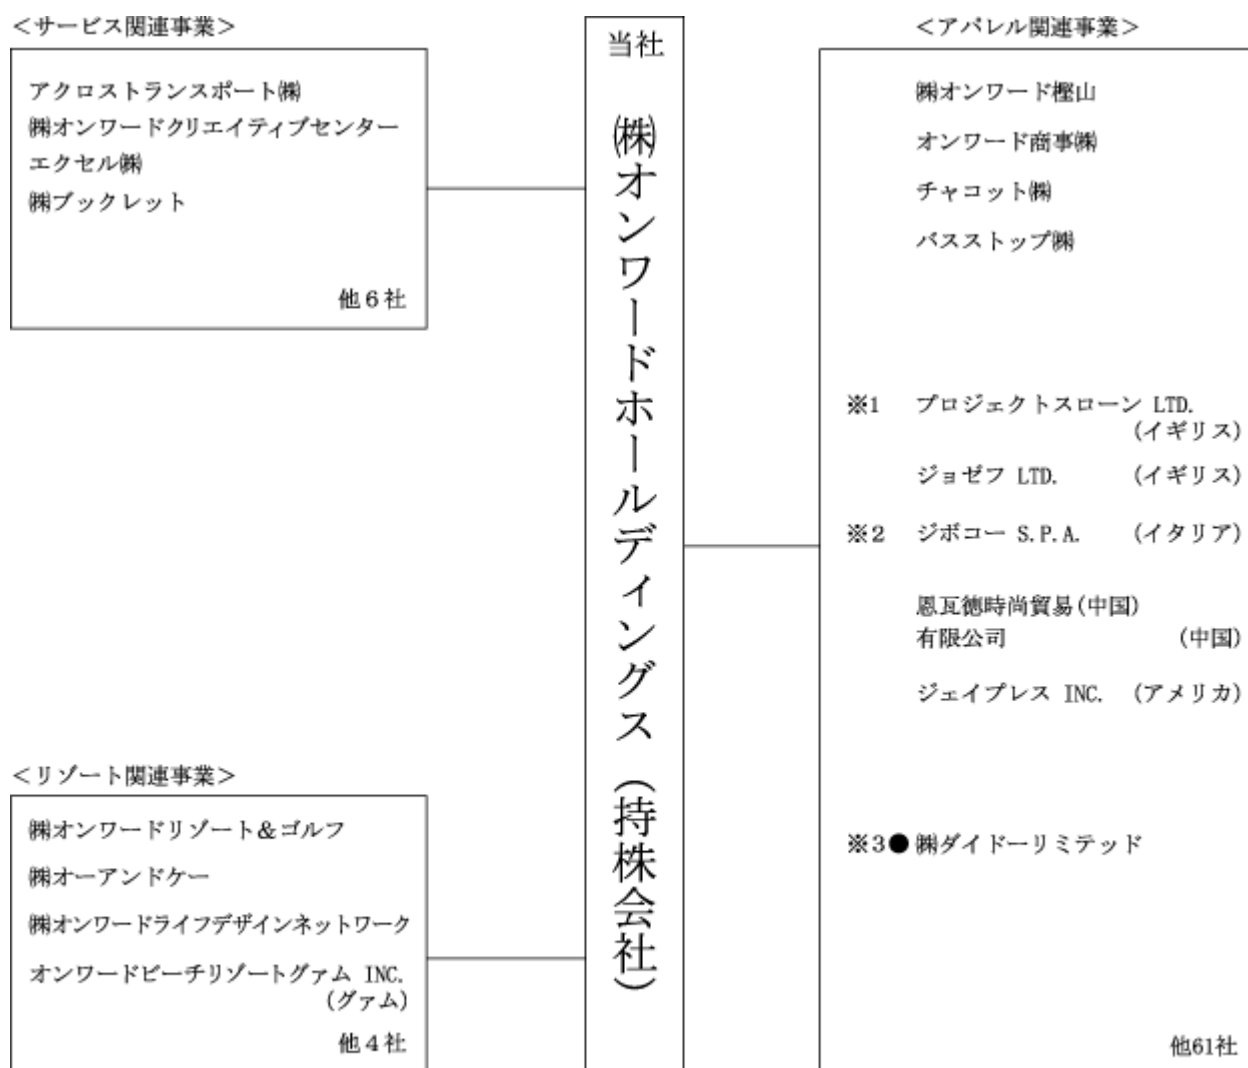 ＜サービス関連事業＞
アクロストランスポート㈱
㈱オンワードクリエイティブセンター
エクセル㈱
㈱ブックレット
他６社
＜リゾート関連事業＞
㈱オンワードリゾート＆ゴルフ
㈱オーアンドケー
㈱オンワードライフデザインネットワーク
オンワードビーチリゾートグァム INC.
(グァム)
他４社
当社
㈱オンワードホールディングス（持株会社）
＜アパレル関連事業＞
㈱オンワード樫山
オンワード商事㈱
チャコット㈱
バスストップ㈱
※1 プロジェクトスローン LTD.
(イギリス)
ジョゼフ LTD. (イギリス)
※２ ジボコー S.P.A. (イタリア)
恩瓦徳時尚貿易(中国)
有限公司 (中国)
ジェイプレス INC. (アメリカ)
※３● ㈱ダイドーリミテッド
他61社